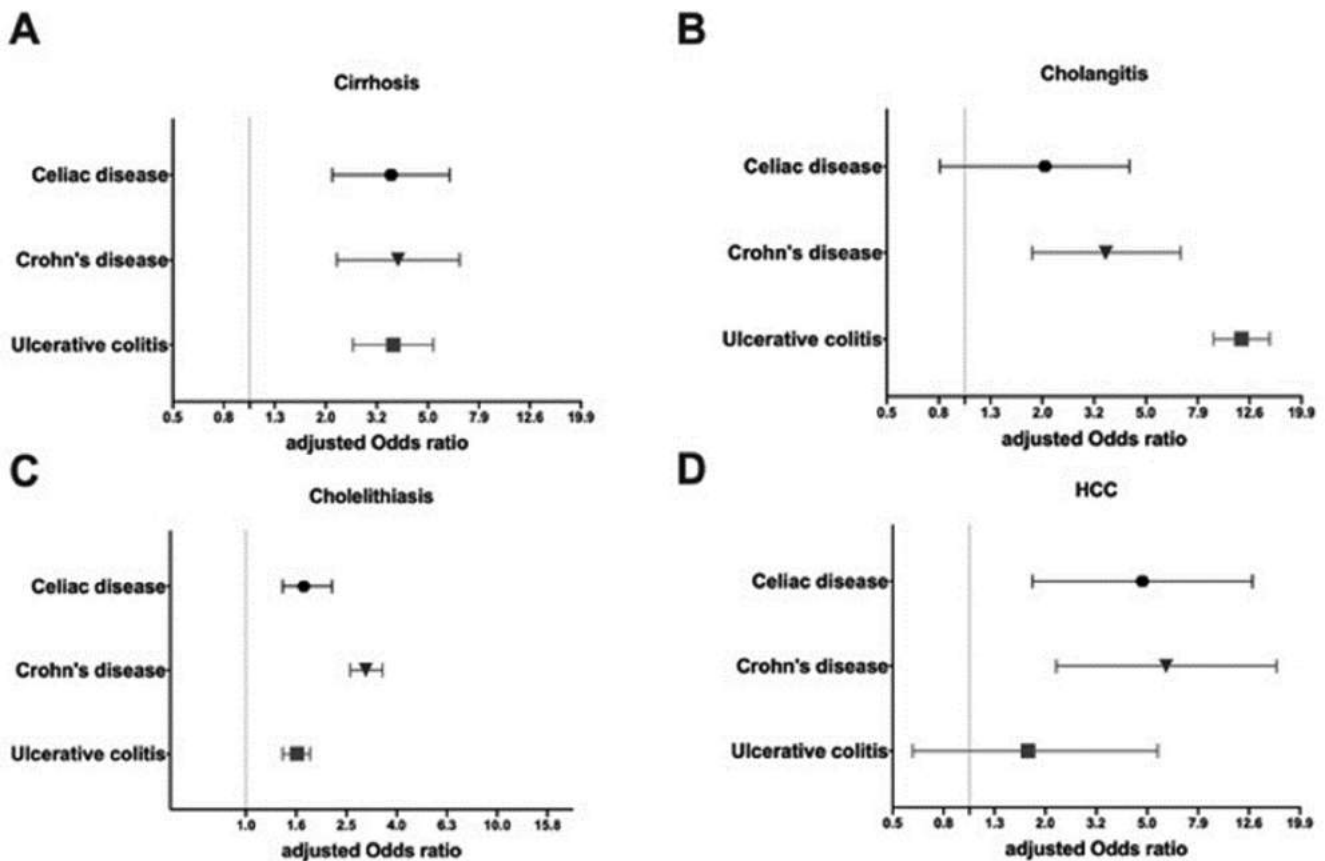 A
Cirrhosis
Celiac disease
Crohn's disease
Ulcerative colitis
0.5 0.8 1.3 2.0 3.2 5.0 7.9 12.6 19.9
adjusted Odds ratio
B
Cholangitis
Celiac disease
Crohn's disease
Ulcerative colitis
0.5 0.8 1.3 2.0 3.2 5.0 7.9 12.6 19.9
adjusted Odds ratio
C
Cholelithiasis
Celiac disease
Crohn's disease
Ulcerative colitis
1.0 1.6 2.5 4.0 6.3 10.0 15.8
adjusted Odds ratio
D
HCC
Celiac disease
Crohn's disease
Ulcerative colitis
0.5 0.8 1.3 2.0 3.2 5.0 7.9 12.6 19.9
adjusted Odds ratio